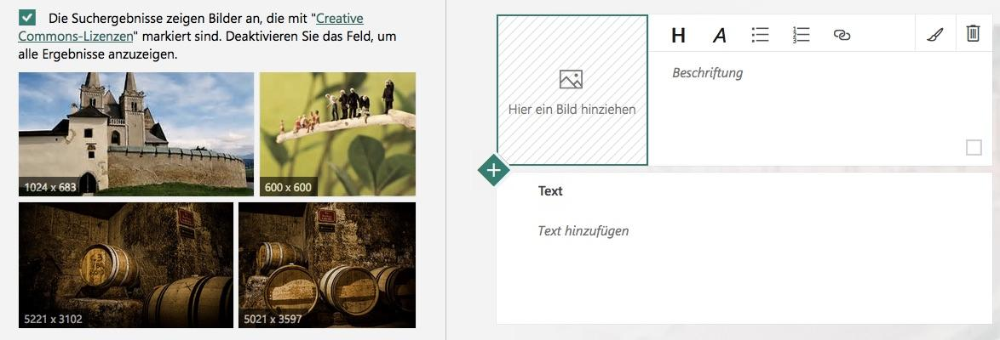 Die Suchergebnisse zeigen Bilder an, die mit "Creative
Commons-Lizenzen" markiert sind. Deaktivieren Sie das Feld, um
alle Ergebnisse anzuzeigen.
1024 x 683
600 x 600
5221 x 3102
5021 x 3597
Hier ein Bild hinziehen
H A
Beschriftung
Text
Text hinzufügen